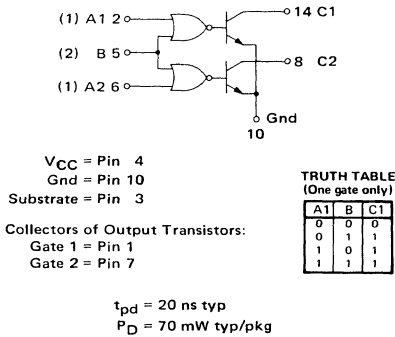 (1) A1 2 14 C1
(2) B 5 8 C2
(1) A2 6
Gnd
10
VCC = Pin 4
Gnd = Pin 10
Substrate = Pin 3
Collectors of Output Transistors:
Gate 1 = Pin 1
Gate 2 = Pin 7
TRUTH TABLE
(One gate only)
A1 B C1
0 0 0
0 1 1
1 0 1
1 1 1
tpd = 20 ns typ
PD = 70 mW typ/pkg